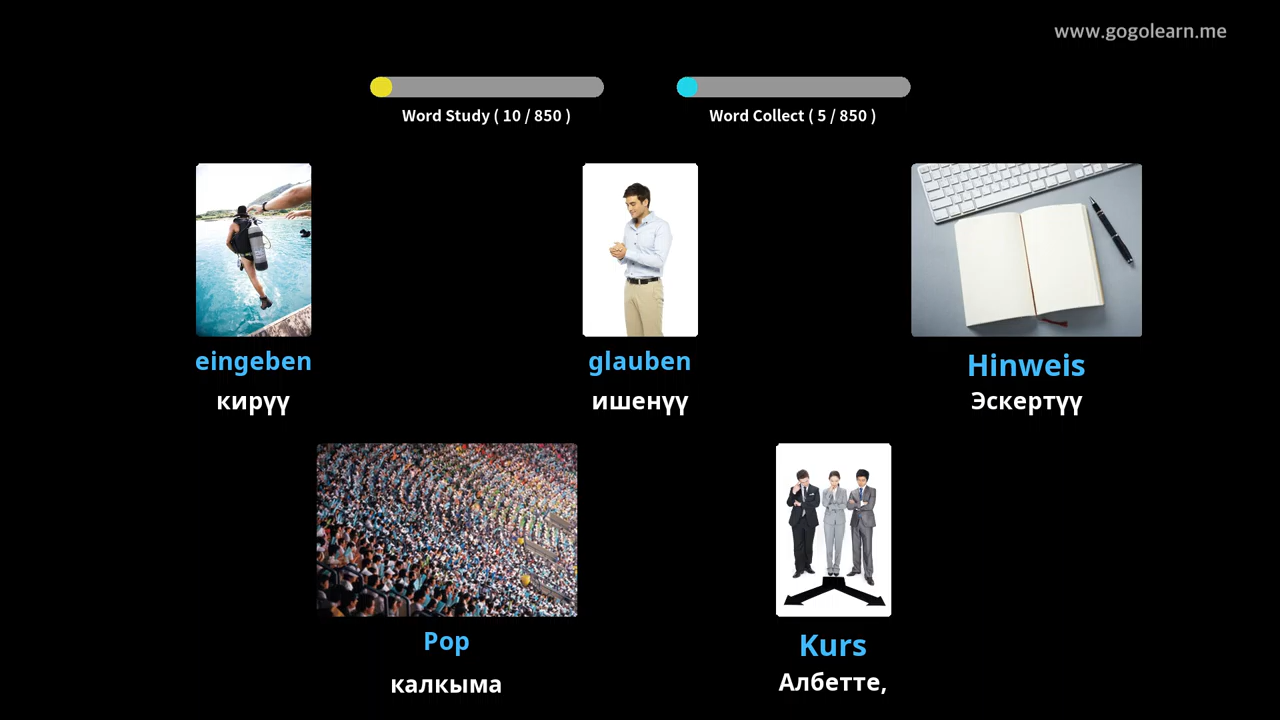 www.gogolearn.me
Word Study ( 10 / 850 )
Word Collect ( 5 / 850 )
eingeben
кирүү
glauben
ишенүү
Hinweis
Эскертүү
Pop
калкыма
Kurs
Албетте,